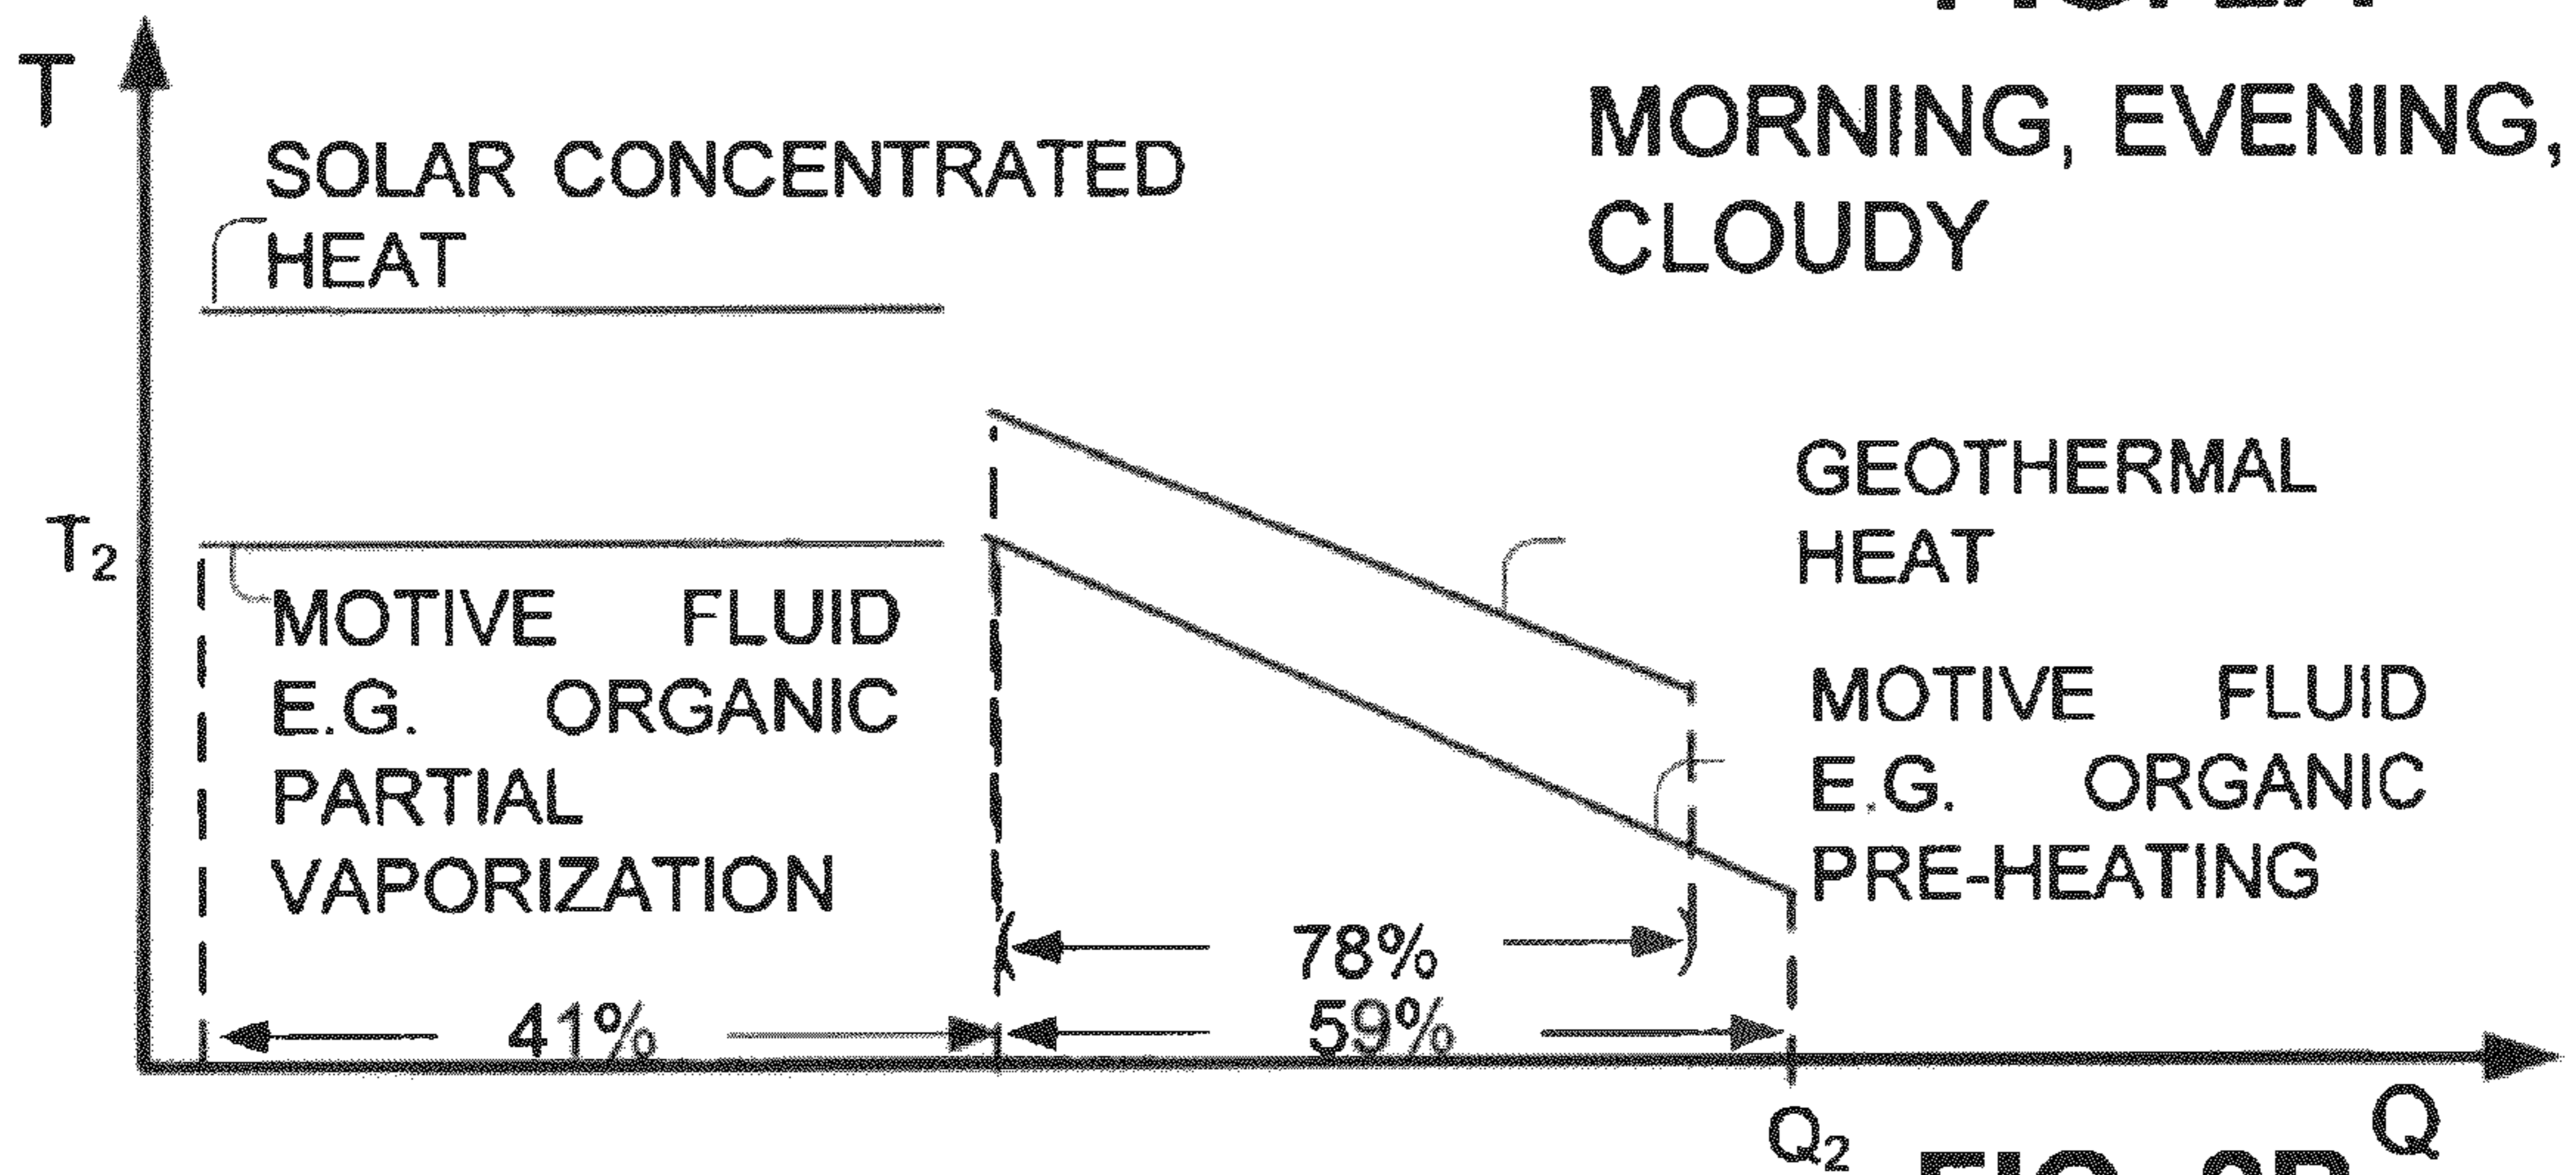 T
MORNING, EVENING,
CLOUDY
SOLAR CONCENTRATED
HEAT
GEOTHERMAL
HEAT
T₂
MOTIVE FLUID
E.G. ORGANIC
PARTIAL
VAPORIZATION
MOTIVE FLUID
E.G. ORGANIC
PRE-HEATING
78%
41%
59%
Q₂
Q